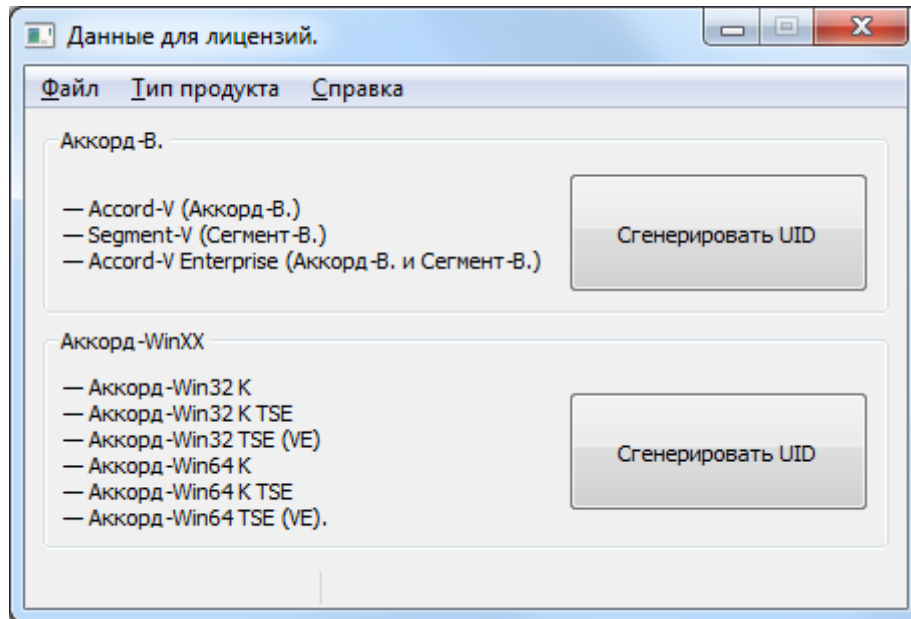 Данные для лицензий.
Файл Тип продукта Справка
Аккорд-В.
— Accord-V (Аккорд-В.)
— Segment-V (Сегмент-В.)
— Accord-V Enterprise (Аккорд-В. и Сегмент-В.)
Сгенерировать UID
Аккорд-WinXX
— Аккорд-Win32 K
— Аккорд-Win32 K TSE
— Аккорд-Win32 TSE (VE)
— Аккорд-Win64 K
— Аккорд-Win64 K TSE
— Аккорд-Win64 TSE (VE).
Сгенерировать UID